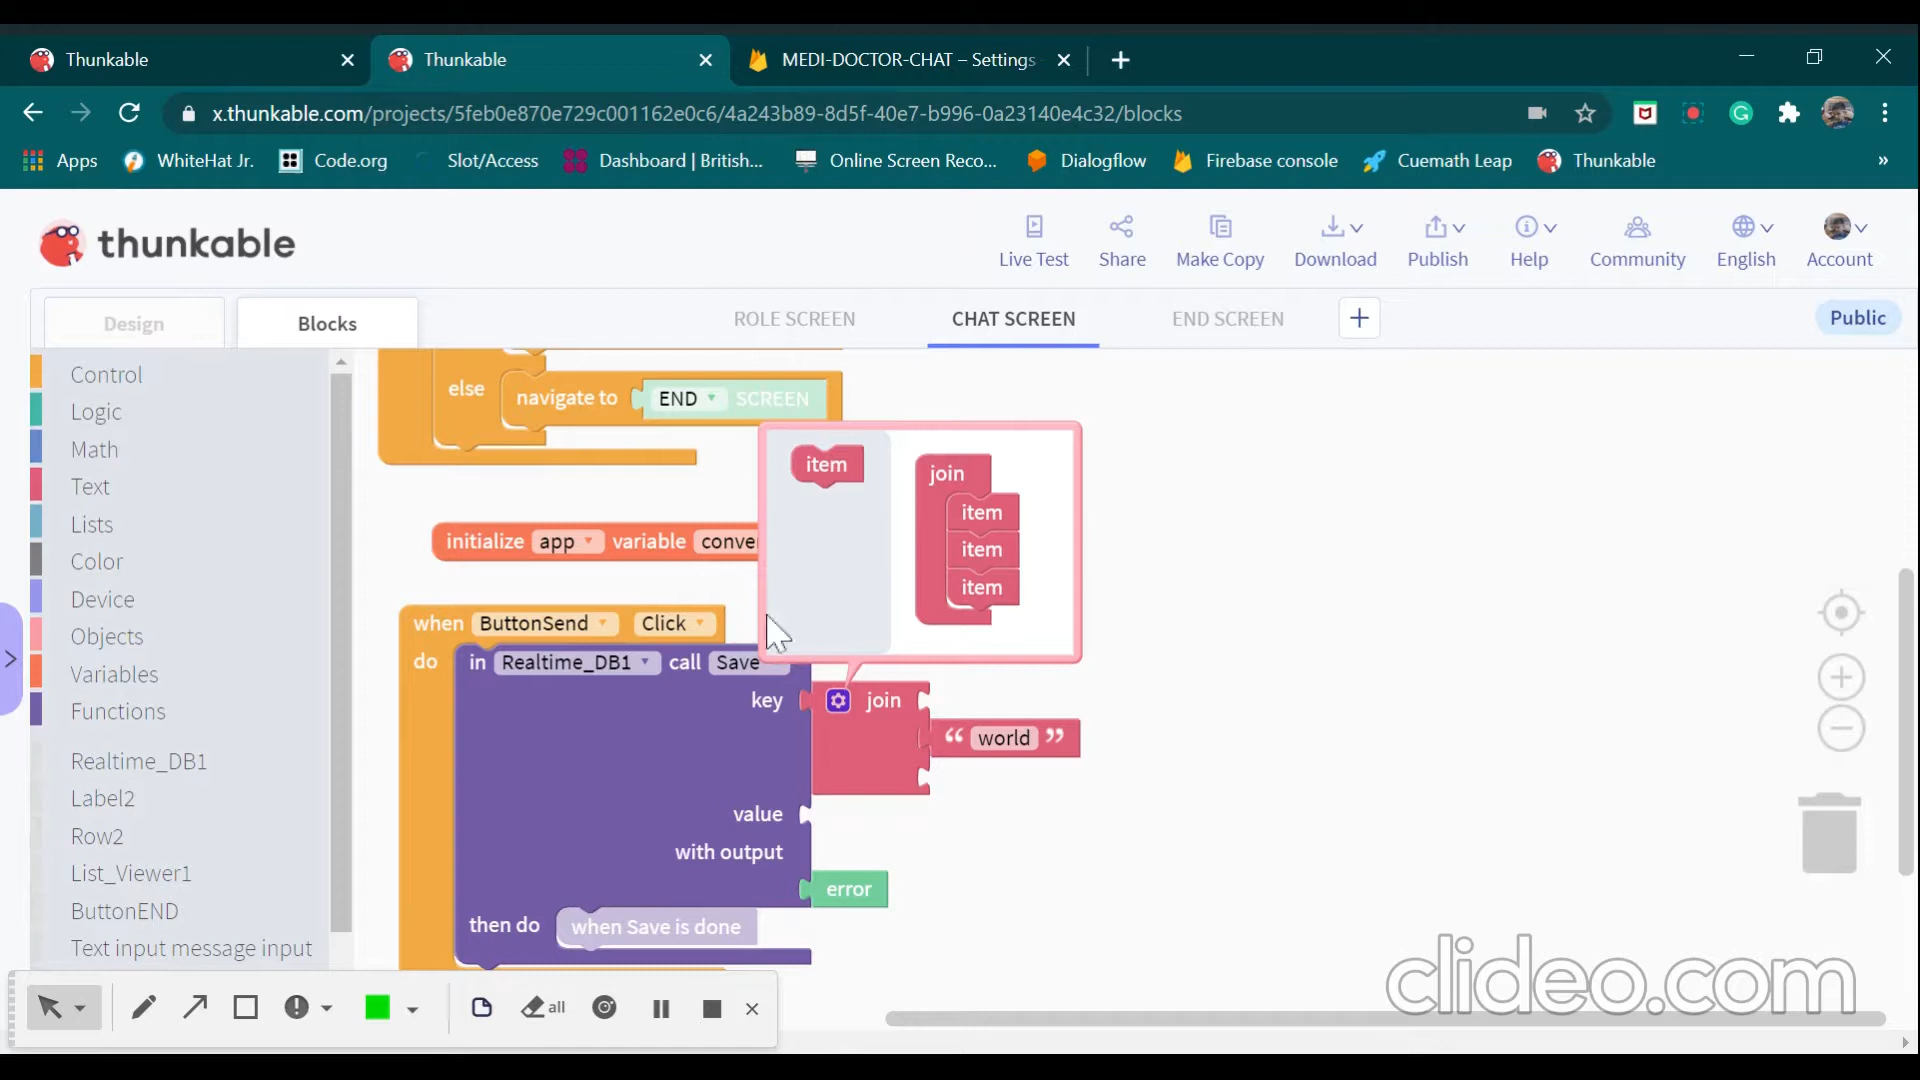 Thunkable
Thunkable
MEDI-DOCTOR-CHAT – Settings
x.thunkable.com/projects/5feb0e870e729c001162e0c6/4a243b89-8d5f-40e7-b996-0a23140e4c32/blocks
Apps
WhiteHat Jr.
Code.org
Slot/Access
Dashboard | British...
Online Screen Reco...
Dialogflow
Firebase console
Cuemath Leap
Thunkable
»
thunkable
Live Test
Share
Make Copy
Download
Publish
Help
Community
English
Account
Design
Blocks
ROLE SCREEN
CHAT SCREEN
END SCREEN
Public
Control
Logic
Math
Text
Lists
Color
Device
Objects
Variables
Functions
Realtime_DB1
Label2
Row2
List_Viewer1
ButtonEND
Text input message input
else
navigate to END SCREEN
item
join
item
item
item
initialize app variable
when ButtonSend Click
do
in Realtime_DB1 call Save
key
join
“ world ”
value
with output
error
then do
when Save is done
all
clideo.com